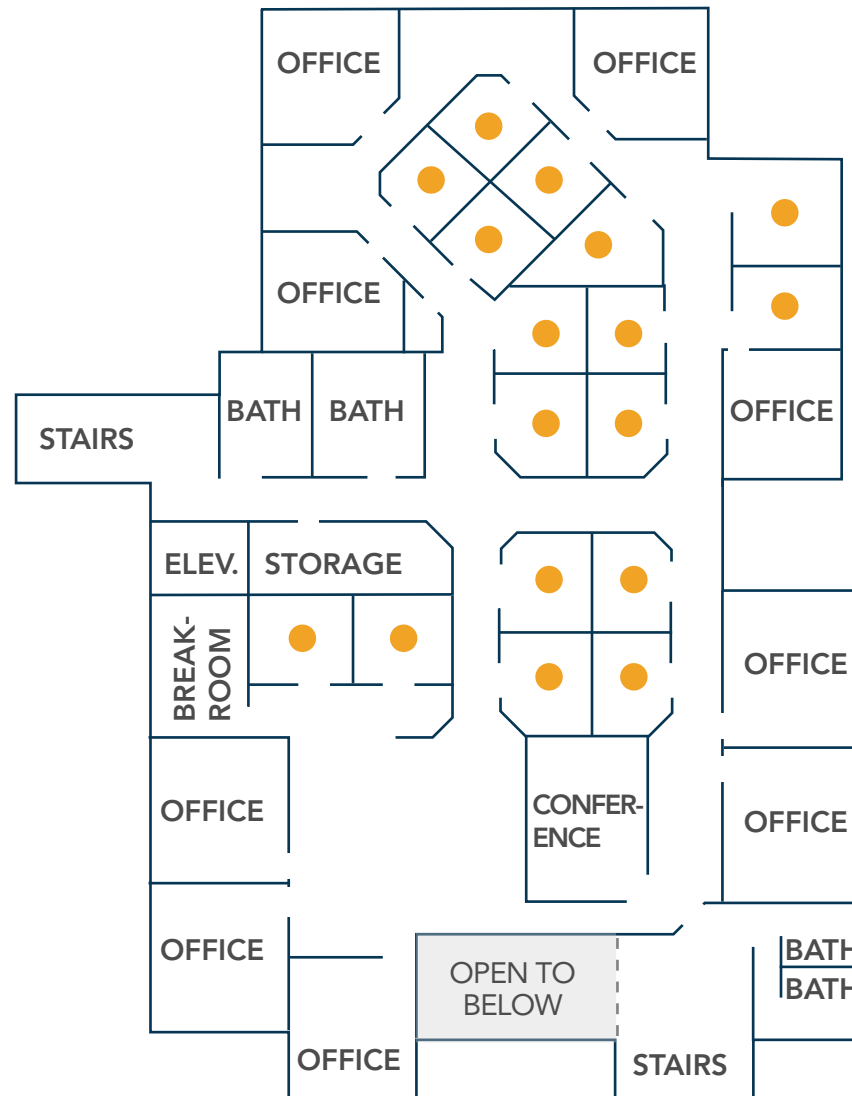 OFFICE
OFFICE
OFFICE
BATH
BATH
OFFICE
STAIRS
ELEV.
STORAGE
BREAK-
ROOM
OFFICE
OFFICE
CONFER-
ENCE
OFFICE
OFFICE
BATH
BATH
OPEN TO
BELOW
OFFICE
STAIRS